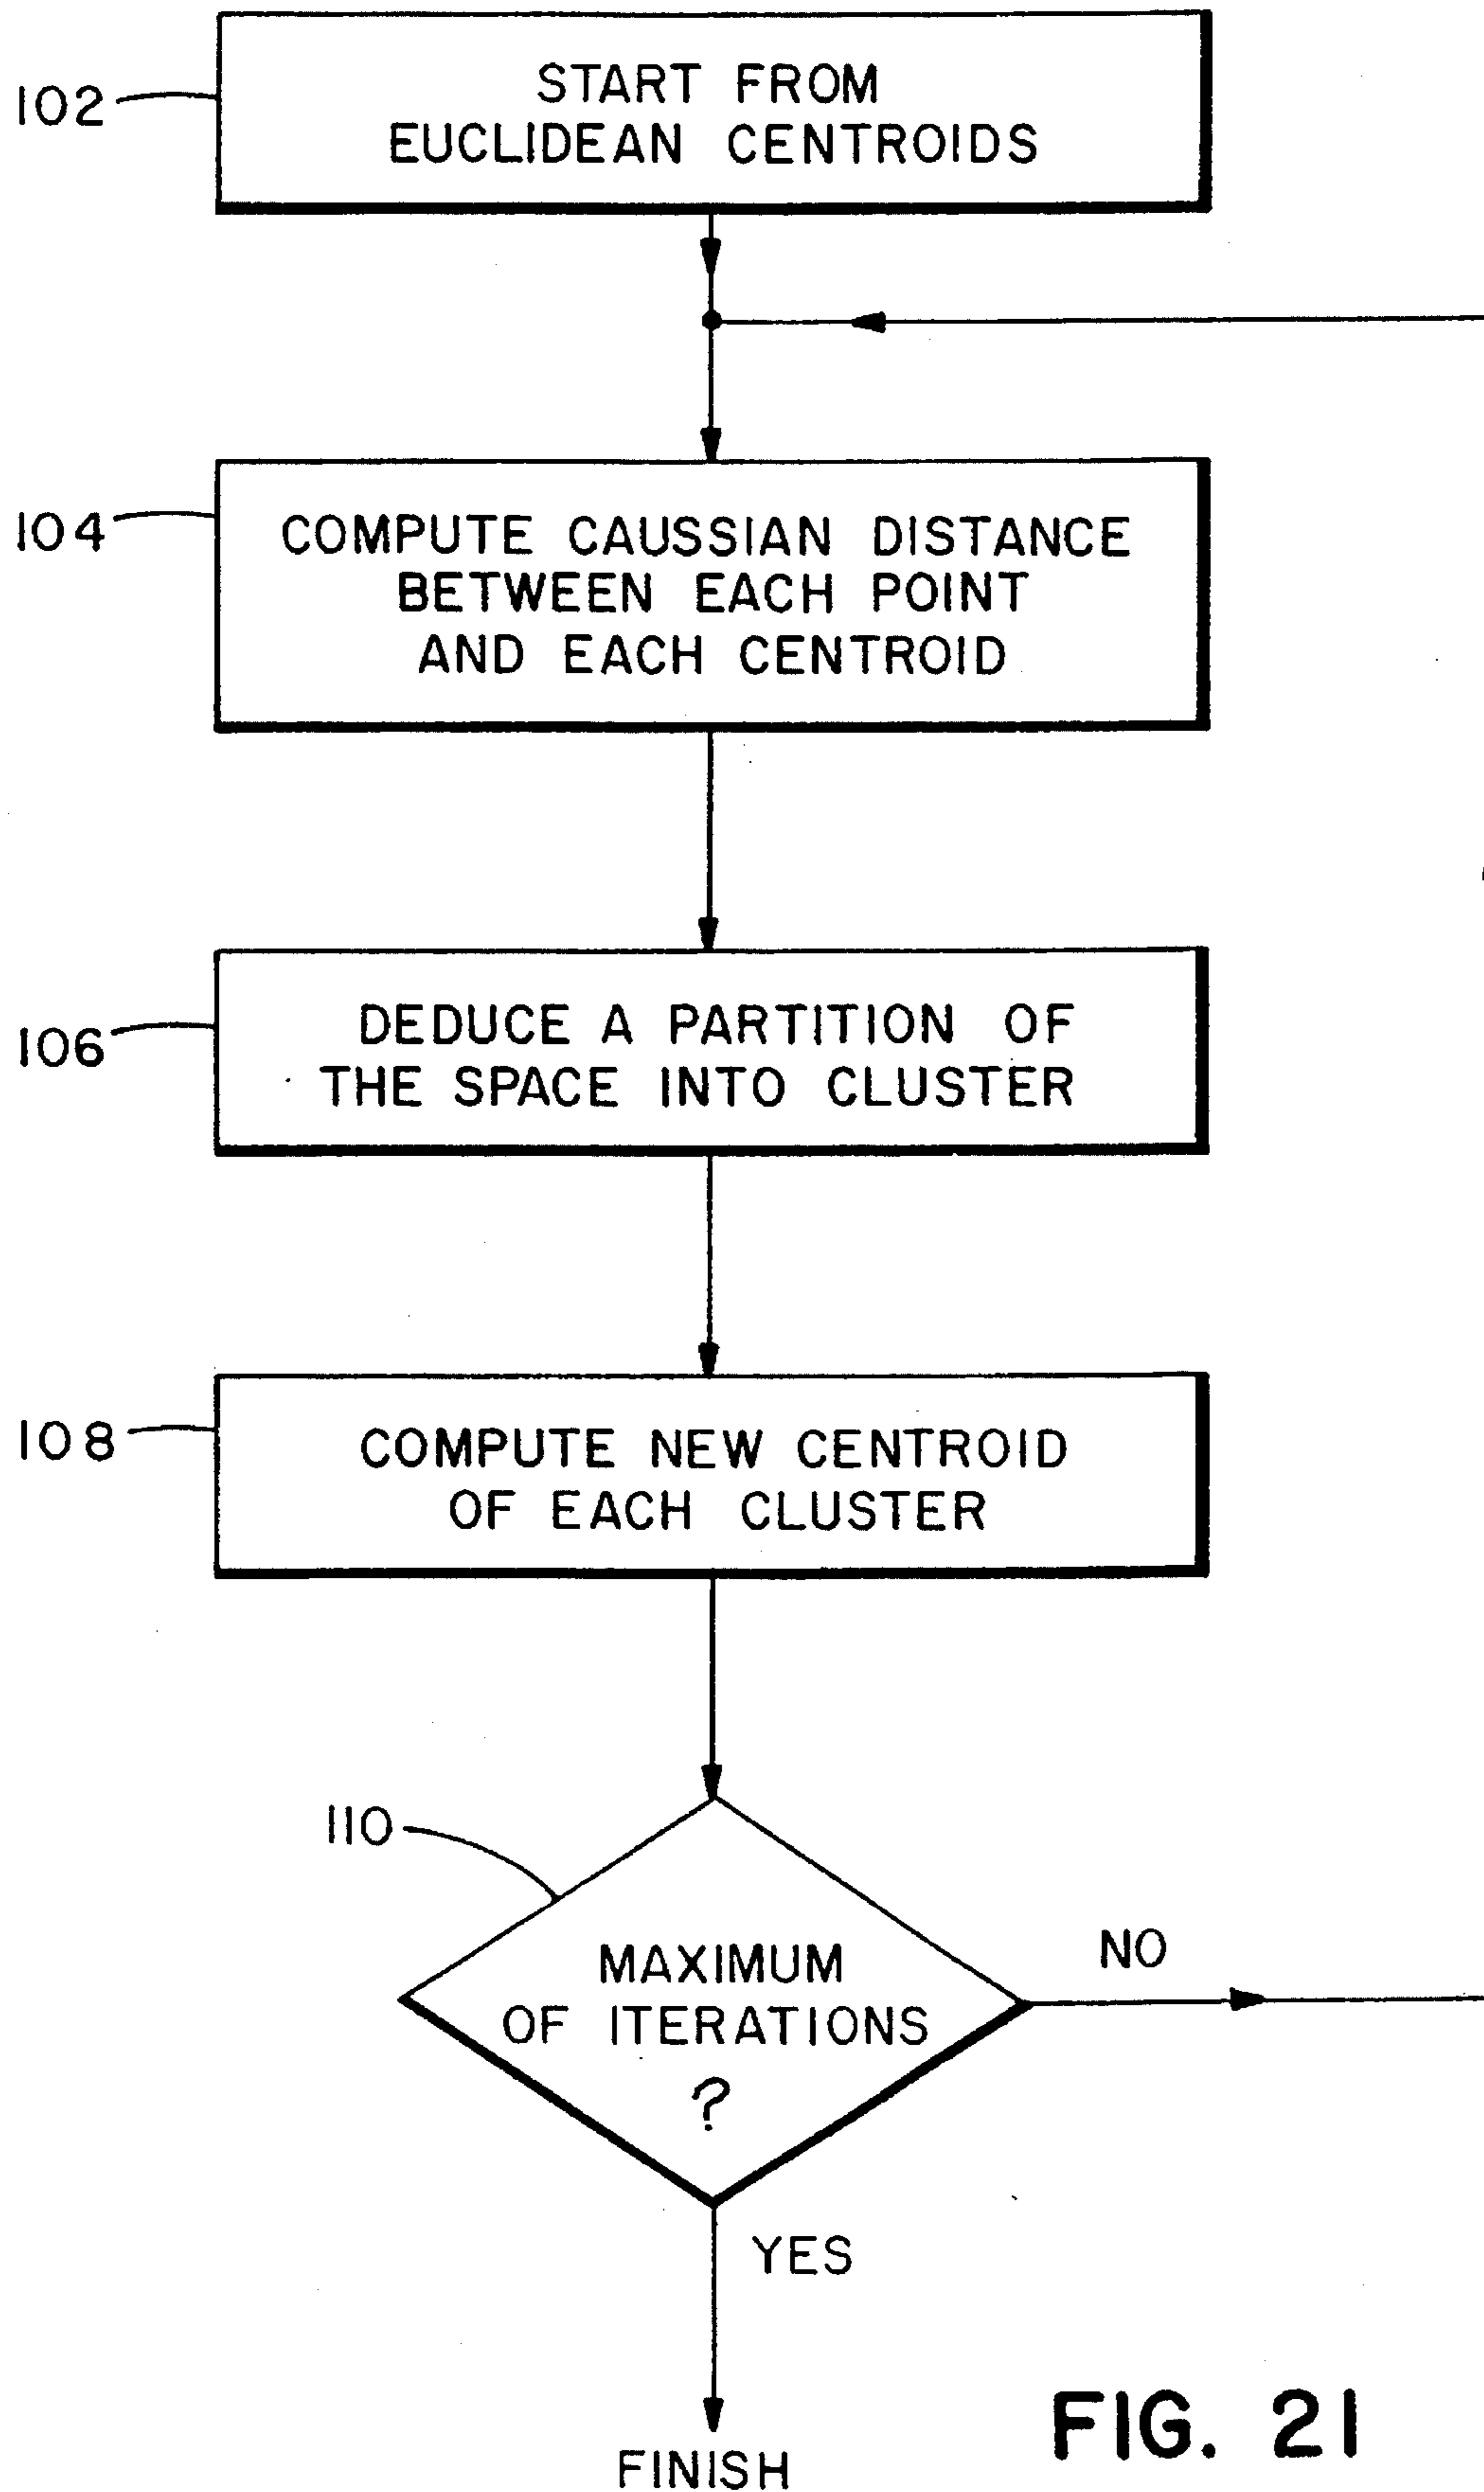 102
START FROM
EUCLIDEAN CENTROIDS
104
COMPUTE CAUSSIAN DISTANCE
BETWEEN EACH POINT
AND EACH CENTROID
106
DEDUCE A PARTITION OF
THE SPACE INTO CLUSTER
108
COMPUTE NEW CENTROID
OF EACH CLUSTER
110
MAXIMUM
OF ITERATIONS
?
NO
YES
FINISH
FIG. 21